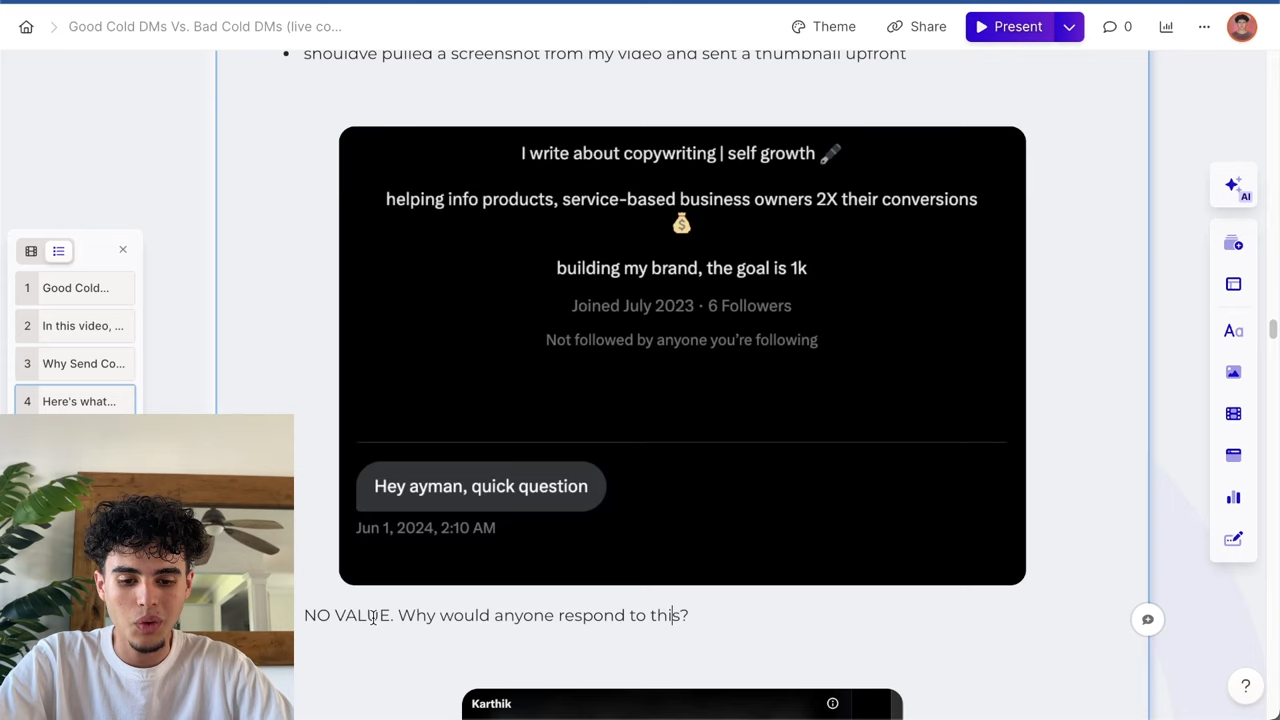 Good Cold DMs Vs. Bad Cold DMs (live co...
Theme
Share
Present
0
shouldve pulled a screenshot from my video and sent a thumbnail upfront
I write about copywriting | self growth
helping info products, service-based business owners 2X their conversions
building my brand, the goal is 1k
Joined July 2023 · 6 Followers
Not followed by anyone you're following
Hey ayman, quick question
Jun 1, 2024, 2:10 AM
NO VALUE. Why would anyone respond to this?
Karthik
1 Good Cold...
2 In this video, ...
3 Why Send Co...
4 Here's what...
AI
Aa
?